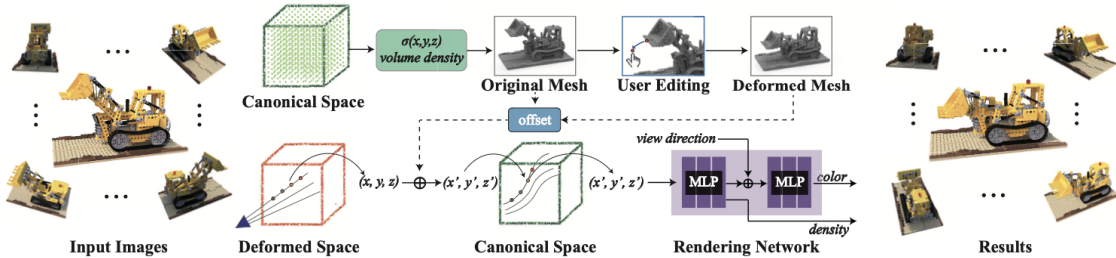 σ(x,y,z)
volume density
Canonical Space
Original Mesh
User Editing
Deformed Mesh
offset
view direction
(x, y, z)
(x', y', z')
(x', y', z')
MLP
MLP
color
density
Input Images
Deformed Space
Canonical Space
Rendering Network
Results